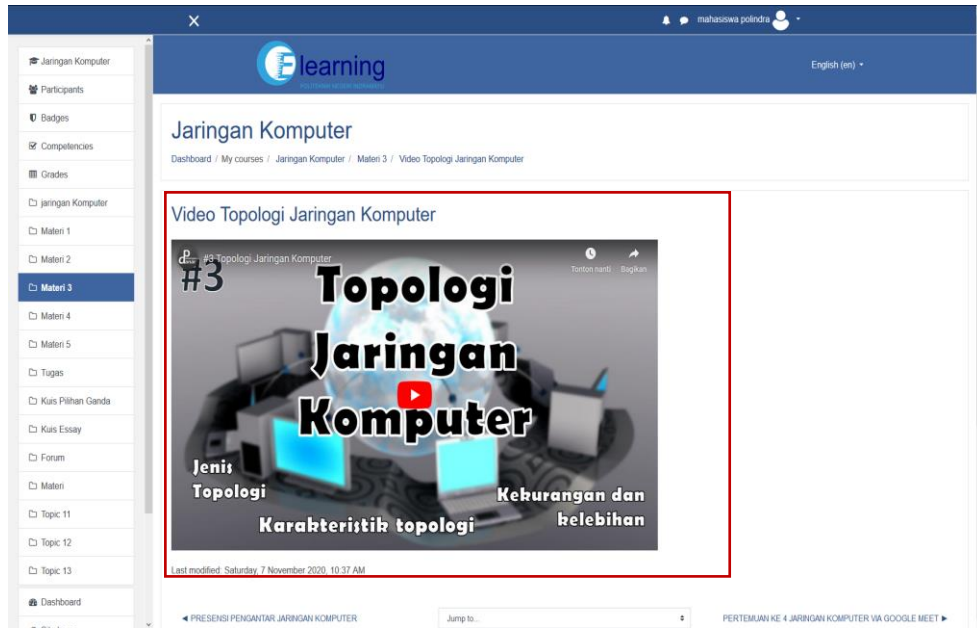 mahasiswa polindra
Jaringan Komputer
Participants
Badges
Competencies
Grades
jaringan Komputer
Materi 1
Materi 2
Materi 3
Materi 4
Materi 5
Tugas
Kuis Pilihan Ganda
Kuis Essay
Forum
Materi
Topic 11
Topic 12
Topic 13
Dashboard
Elearning
English (en)
Jaringan Komputer
Dashboard / My courses / Jaringan Komputer / Materi 3 / Video Topologi Jaringan Komputer
Video Topologi Jaringan Komputer
#3 Topologi Jaringan Komputer
Tonton nanti
Bagikan
#3
Topologi
Jaringan
Komputer
Jenis
Topologi
Karakteristik topologi
Kekurangan dan
kelebihan
Last modified: Saturday, 7 November 2020, 10:37 AM
◄ PRESENSI PENGANTAR JARINGAN KOMPUTER
Jump to...
PERTEMUAN KE 4 JARINGAN KOMPUTER VIA GOOGLE MEET ►